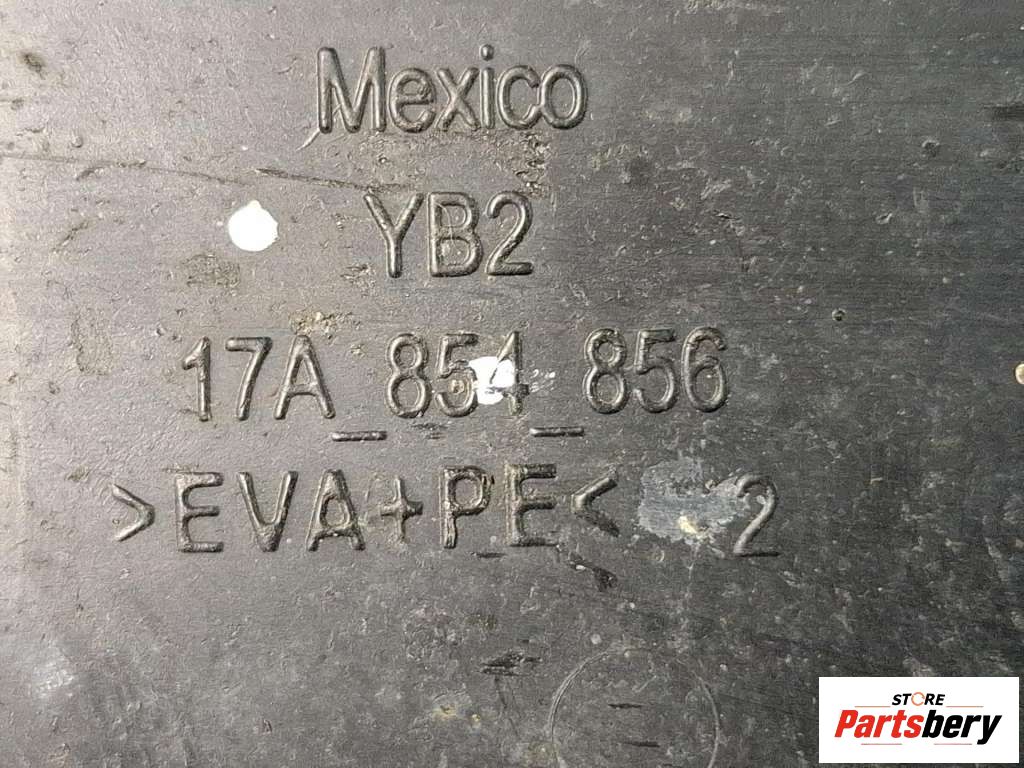 Mexico
YB2
17A_854_856
>EVA+PE< 2
STORE
Partsbery